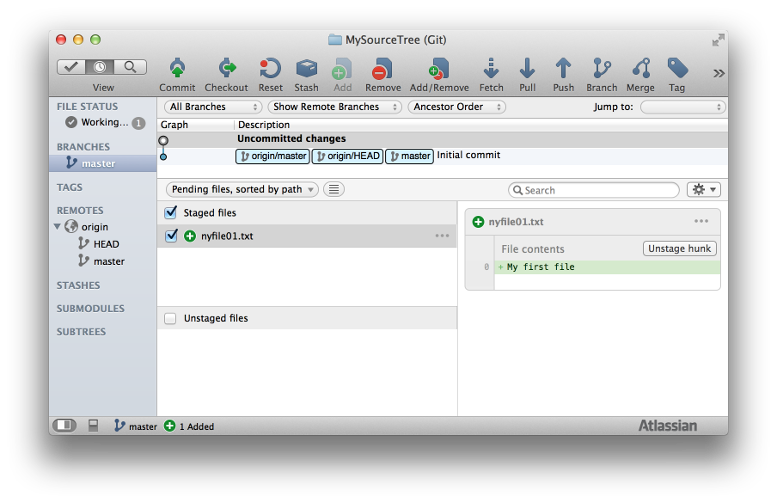 MySourceTree (Git)
View Commit Checkout Reset Stash Add Remove Add/Remove Fetch Pull Push Branch Merge Tag
FILE STATUS
Working... 1
BRANCHES
master
TAGS
REMOTES
origin
HEAD
master
STASHES
SUBMODULES
SUBTREES
All Branches Show Remote Branches Ancestor Order Jump to:
Graph Description
Uncommitted changes
origin/master origin/HEAD master Initial commit
Pending files, sorted by path Search
Staged files
nyfile01.txt
Unstaged files
nyfile01.txt
File contents Unstage hunk
0 + My first file
master 1 Added Atlassian